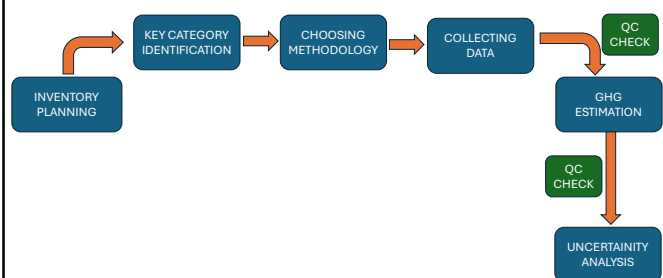 INVENTORY
PLANNING
KEY CATEGORY
IDENTIFICATION
CHOOSING
METHODOLOGY
COLLECTING
DATA
QC
CHECK
GHG
ESTIMATION
QC
CHECK
UNCERTAINITY
ANALYSIS